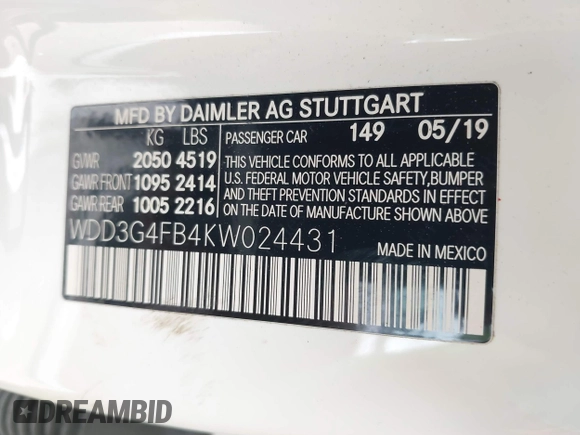 MFD BY DAIMLER AG STUTTGART
KG LBS
GVWR 2050 4519
GAWR FRONT 1095 2414
GAWR REAR 1005 2216
PASSENGER CAR 149 05/19
THIS VEHICLE CONFORMS TO ALL APPLICABLE
U.S. FEDERAL MOTOR VEHICLE SAFETY, BUMPER
AND THEFT PREVENTION STANDARDS IN EFFECT
ON THE DATE OF MANUFACTURE SHOWN ABOVE
WDD3G4FB4KW024431
MADE IN MEXICO
DREAMBID